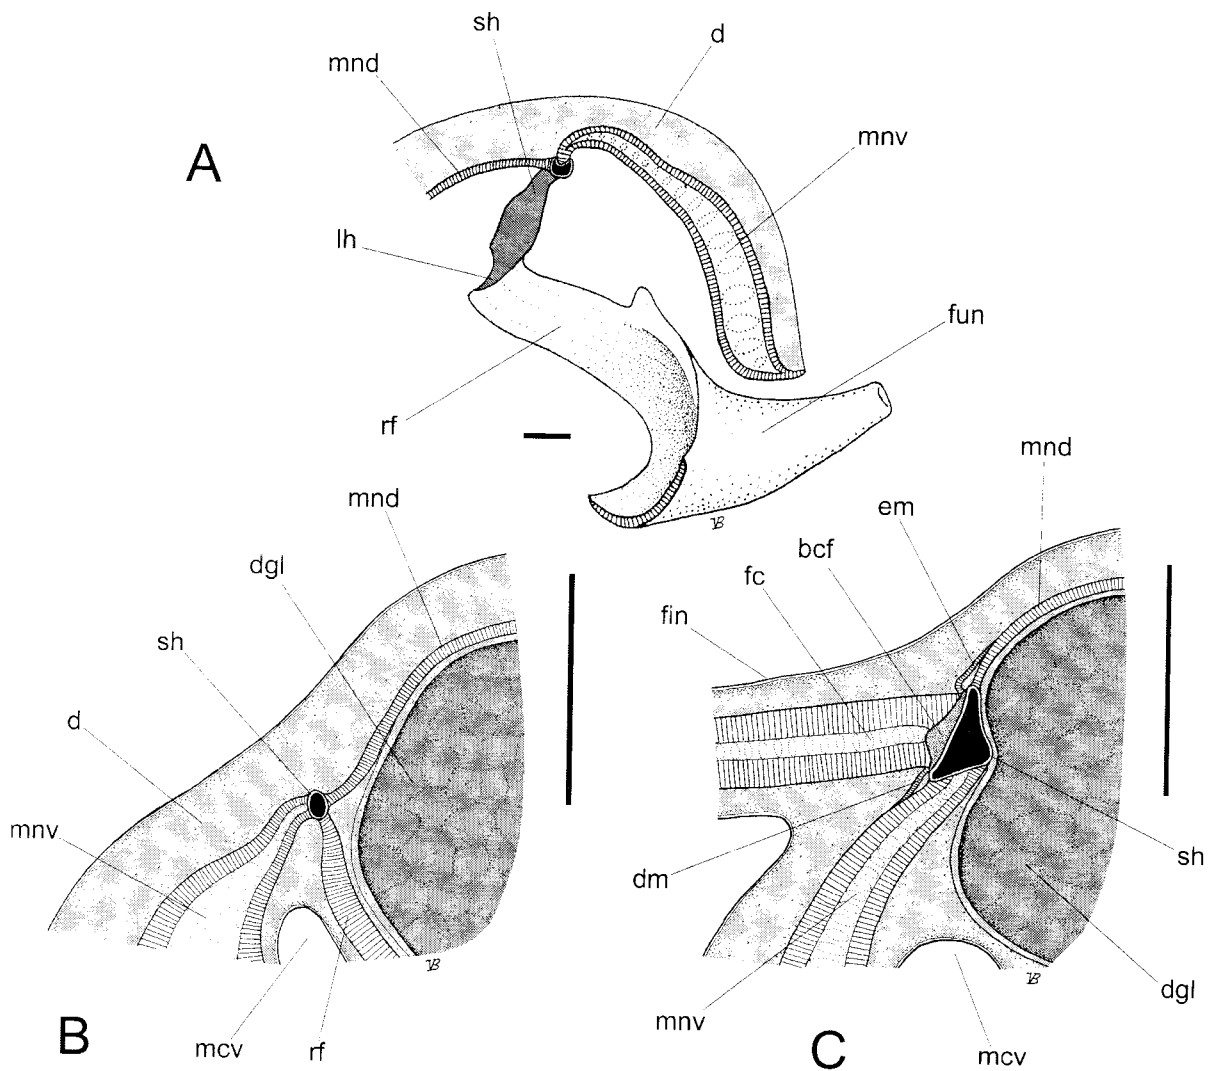 sh
d
mnd
A
mnv
lh
fun
rf
mnd
mnd
em
dgl
bcf
fc
fin
sh
d
mnv
dm
sh
mnv
dgl
B
mcv
rf
C
mcv